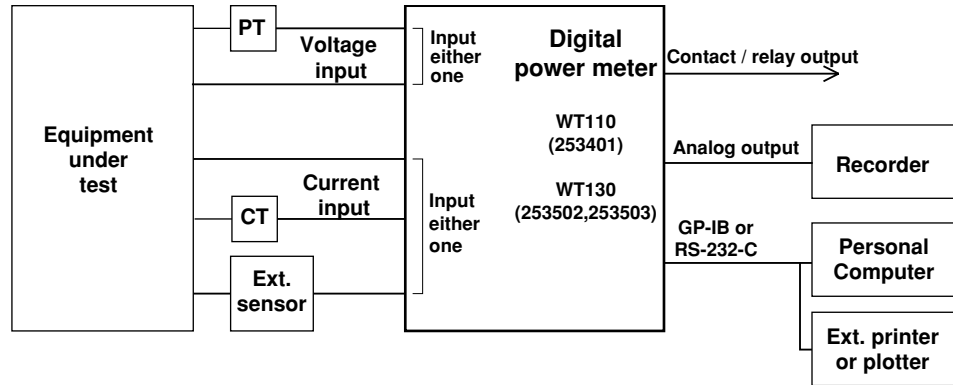 Equipment
under
test
PT
Voltage
input
Current
input
CT
Ext.
sensor
Input
either
one
Input
either
one
Digital
power meter
WT110
(253401)
WT130
(253502,253503)
Contact / relay output
Analog output
GP-IB or
RS-232-C
Recorder
Personal
Computer
Ext. printer
or plotter